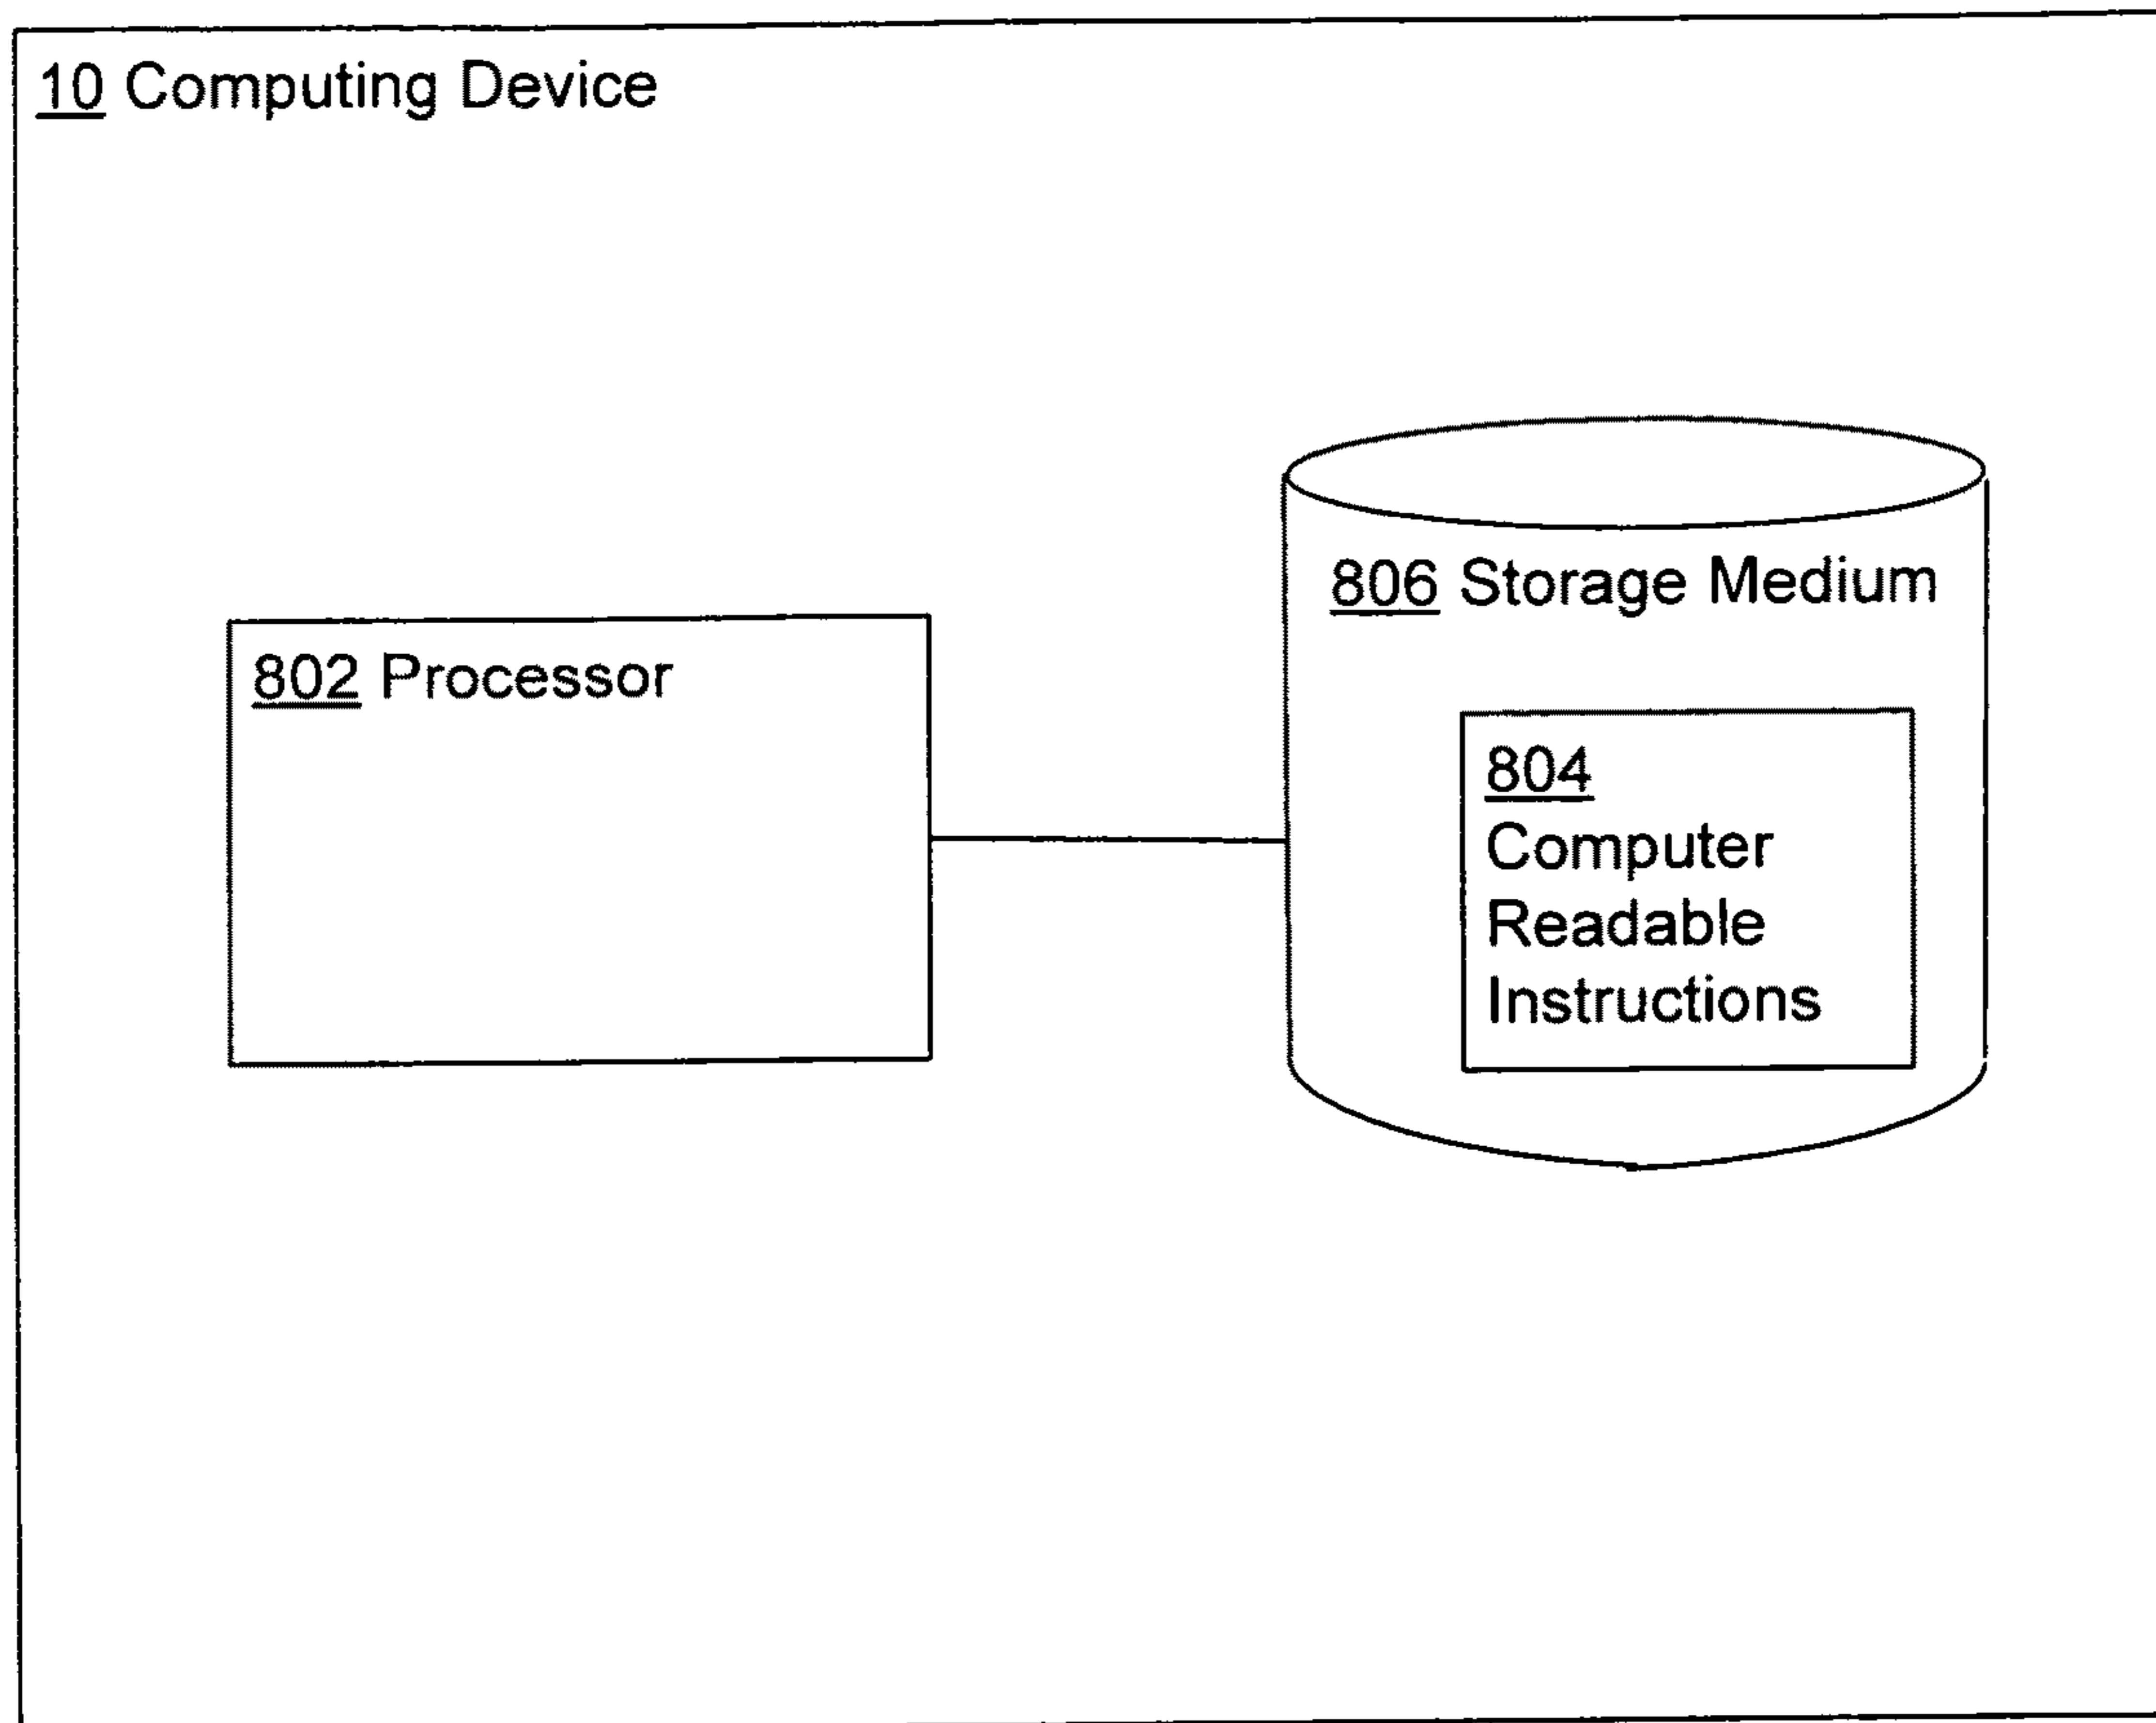 10 Computing Device
806 Storage Medium
802 Processor
804
Computer
Readable
Instructions